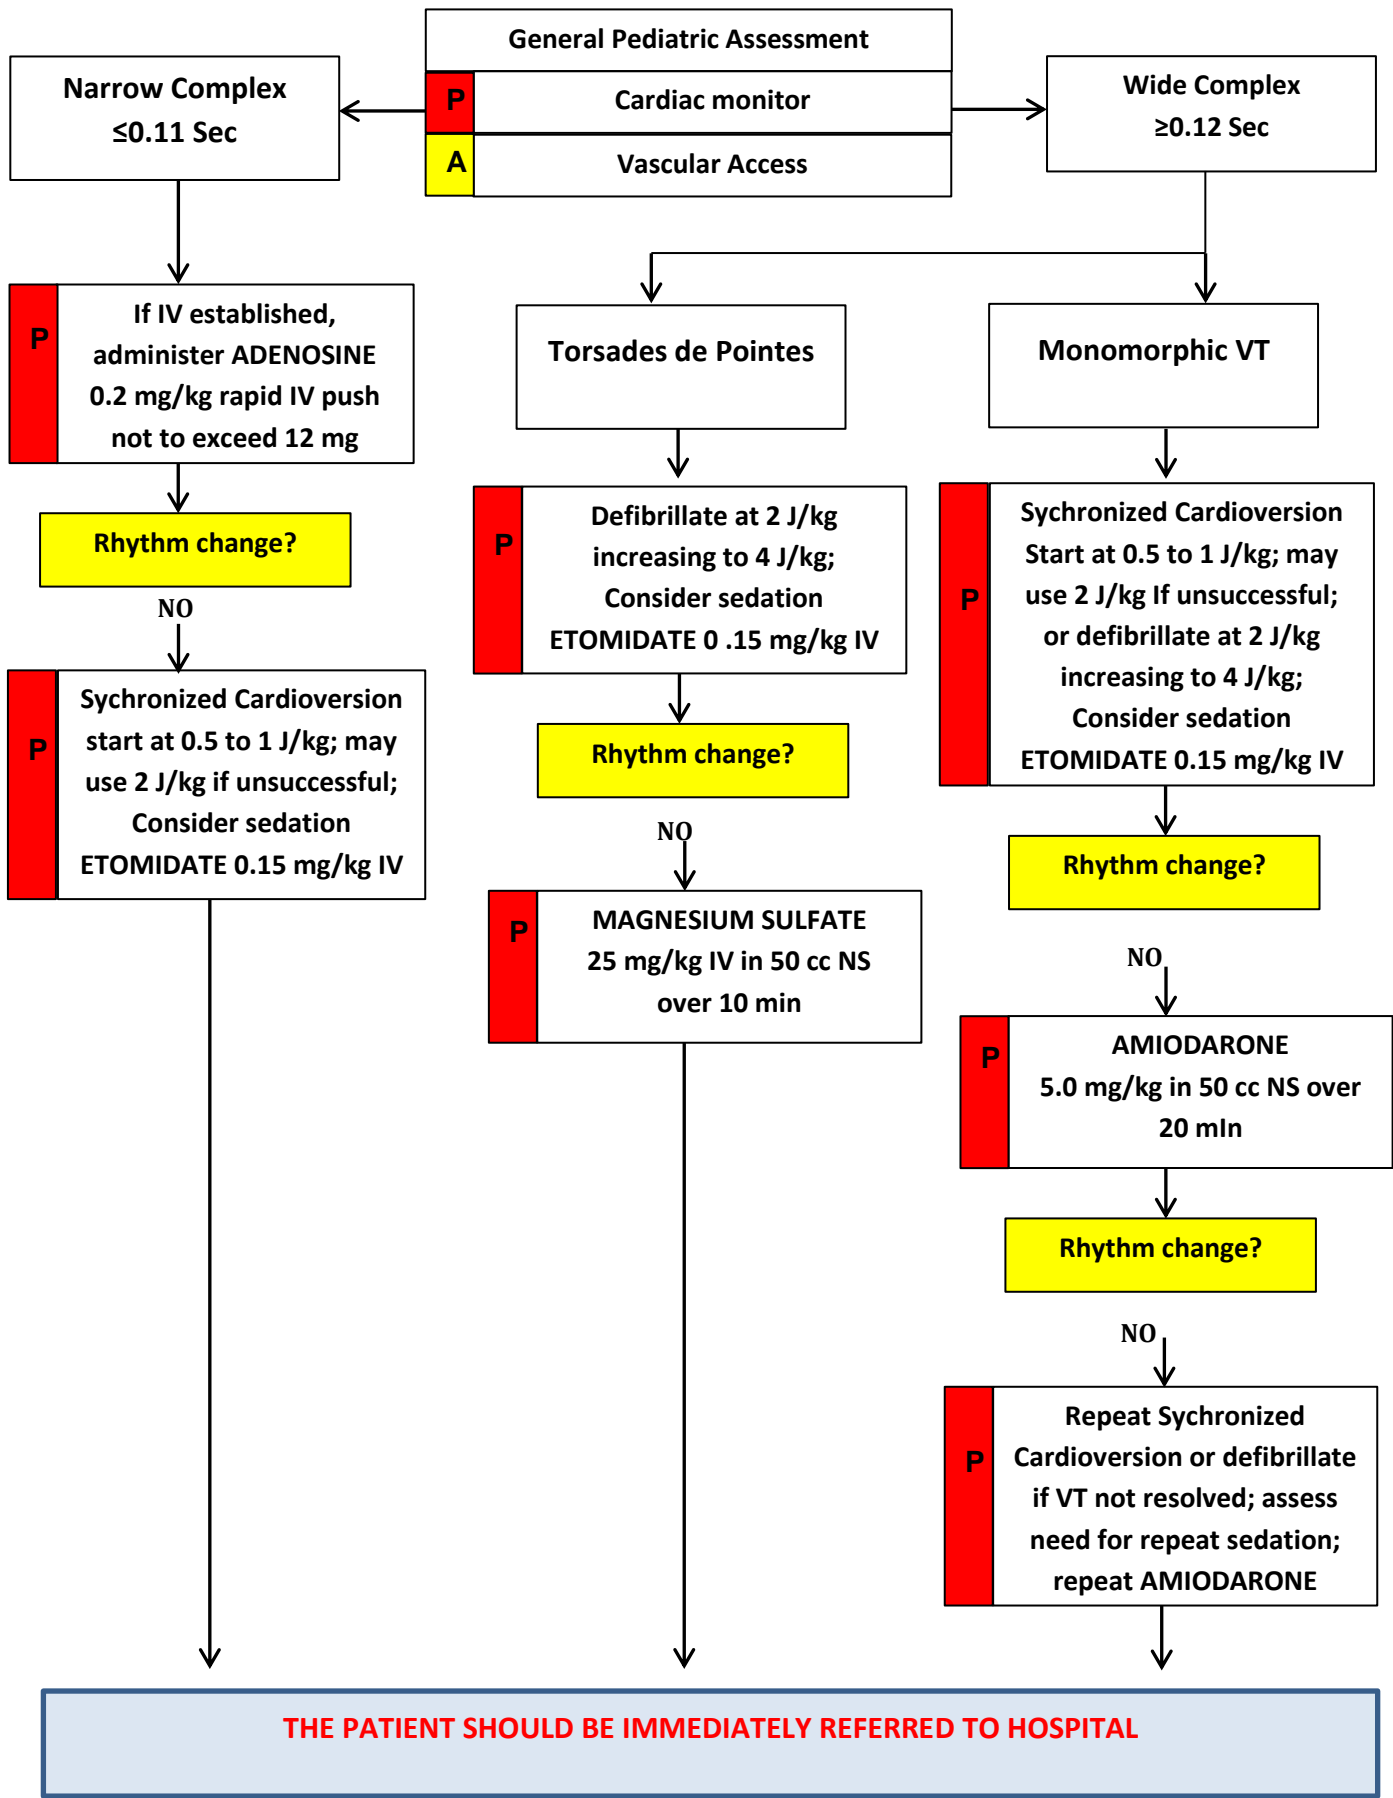 General Pediatric Assessment
P
Cardiac monitor
A
Vascular Access
Narrow Complex
≤0.11 Sec
Wide Complex
≥0.12 Sec
P
If IV established,
administer ADENOSINE
0.2 mg/kg rapid IV push
not to exceed 12 mg
Rhythm change?
NO
P
Sychronized Cardioversion
start at 0.5 to 1 J/kg; may
use 2 J/kg if unsuccessful;
Consider sedation
ETOMIDATE 0.15 mg/kg IV
Torsades de Pointes
P
Defibrillate at 2 J/kg
increasing to 4 J/kg;
Consider sedation
ETOMIDATE 0 .15 mg/kg IV
Rhythm change?
NO
P
MAGNESIUM SULFATE
25 mg/kg IV in 50 cc NS
over 10 min
Monomorphic VT
P
Sychronized Cardioversion
Start at 0.5 to 1 J/kg; may
use 2 J/kg If unsuccessful;
or defibrillate at 2 J/kg
increasing to 4 J/kg;
Consider sedation
ETOMIDATE 0.15 mg/kg IV
Rhythm change?
NO
P
AMIODARONE
5.0 mg/kg in 50 cc NS over
20 mIn
Rhythm change?
NO
P
Repeat Sychronized
Cardioversion or defibrillate
if VT not resolved; assess
need for repeat sedation;
repeat AMIODARONE
THE PATIENT SHOULD BE IMMEDIATELY REFERRED TO HOSPITAL